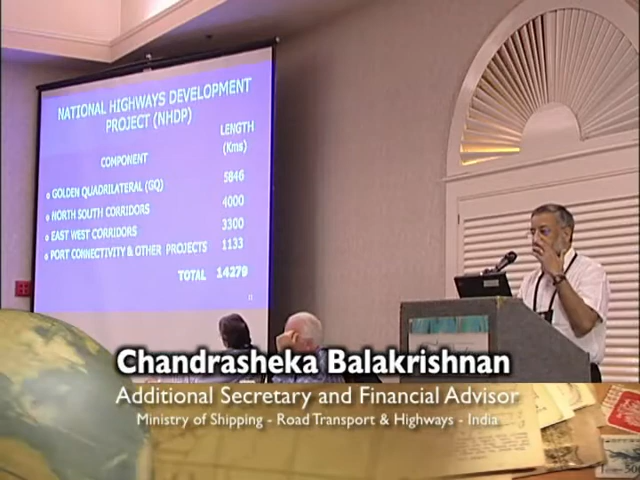 NATIONAL HIGHWAYS DEVELOPMENT
PROJECT (NHDP)
COMPONENT LENGTH
(Kms)
GOLDEN QUADRILATERAL (GQ) 5846
NORTH SOUTH CORRIDORS 4000
EAST WEST CORRIDORS 3300
PORT CONNECTIVITY & OTHER PROJECTS 1133
TOTAL 14279
Chandrasheka Balakrishnan
Additional Secretary and Financial Advisor
Ministry of Shipping - Road Transport & Highways - India